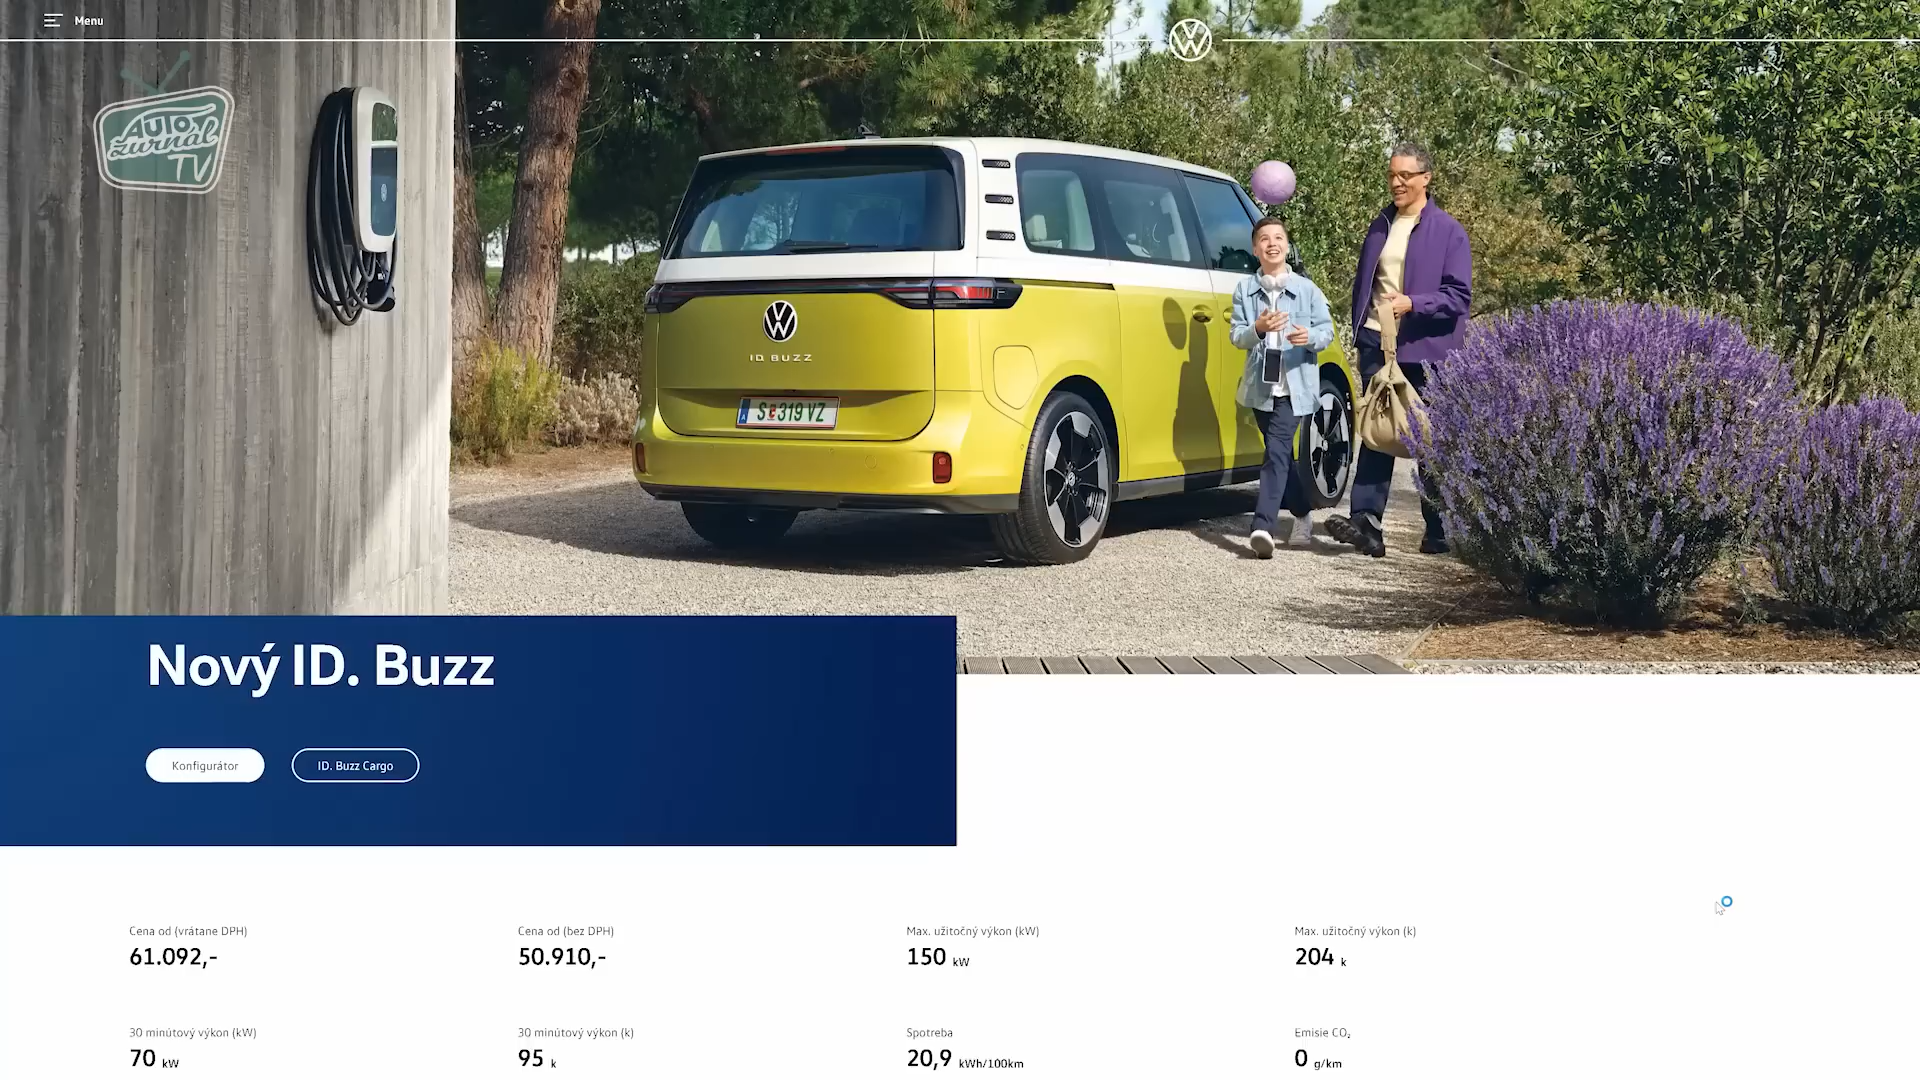 Menu
AUTO
žurnál
TV
ID. BUZZ
S 319 VZ
Nový ID. Buzz
Konfigurátor
ID. Buzz Cargo
Cena od (vrátane DPH)
61.092,-
Cena od (bez DPH)
50.910,-
Max. užitočný výkon (kW)
150 kW
Max. užitočný výkon (k)
204 k
30 minútový výkon (kW)
70 kW
30 minútový výkon (k)
95 k
Spotreba
20,9 kWh/100km
Emisie CO₂
0 g/km